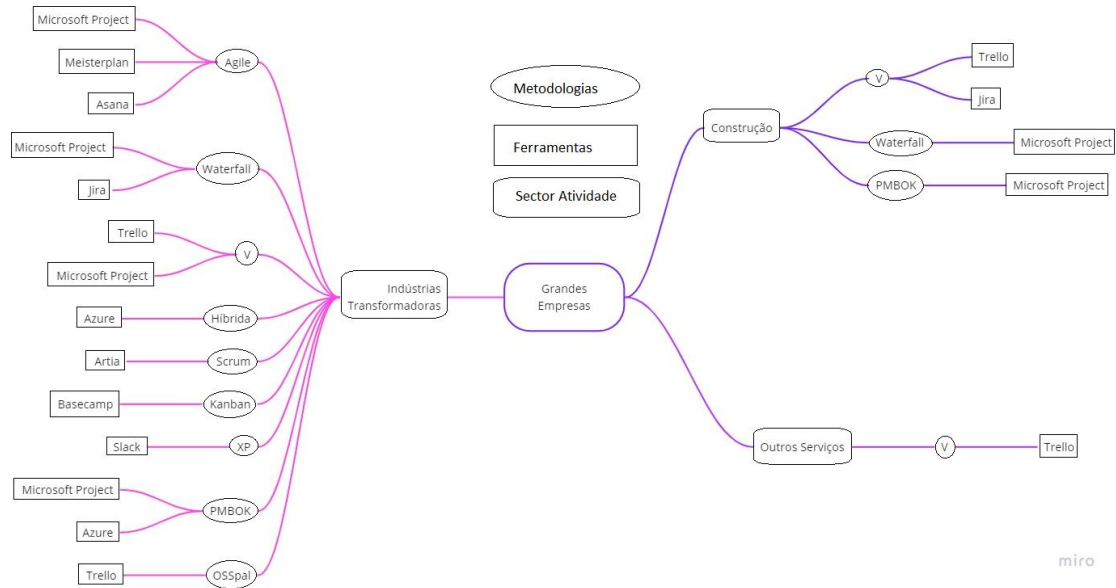 Microsoft Project
Meisterplan
Asana
Agile
Microsoft Project
Jira
Waterfall
Trello
Microsoft Project
V
Azure
Híbrida
Artia
Scrum
Basecamp
Kanban
Slack
XP
Microsoft Project
Azure
PMBOK
Trello
OSSpal
Indústrias
Transformadoras
Metodologias
Ferramentas
Sector Atividade
Grandes
Empresas
Construção
V
Trello
Jira
Waterfall
Microsoft Project
PMBOK
Microsoft Project
Outros Serviços
V
Trello
miro